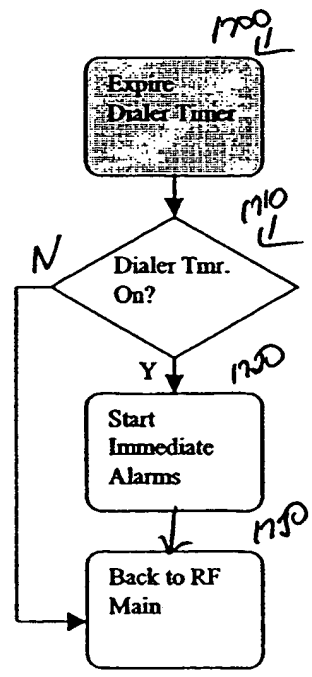 1700
Expire
Dialer Timer
1710
N
Dialer Tmr.
On?
Y
1720
Start
Immediate
Alarms
1730
Back to RF
Main